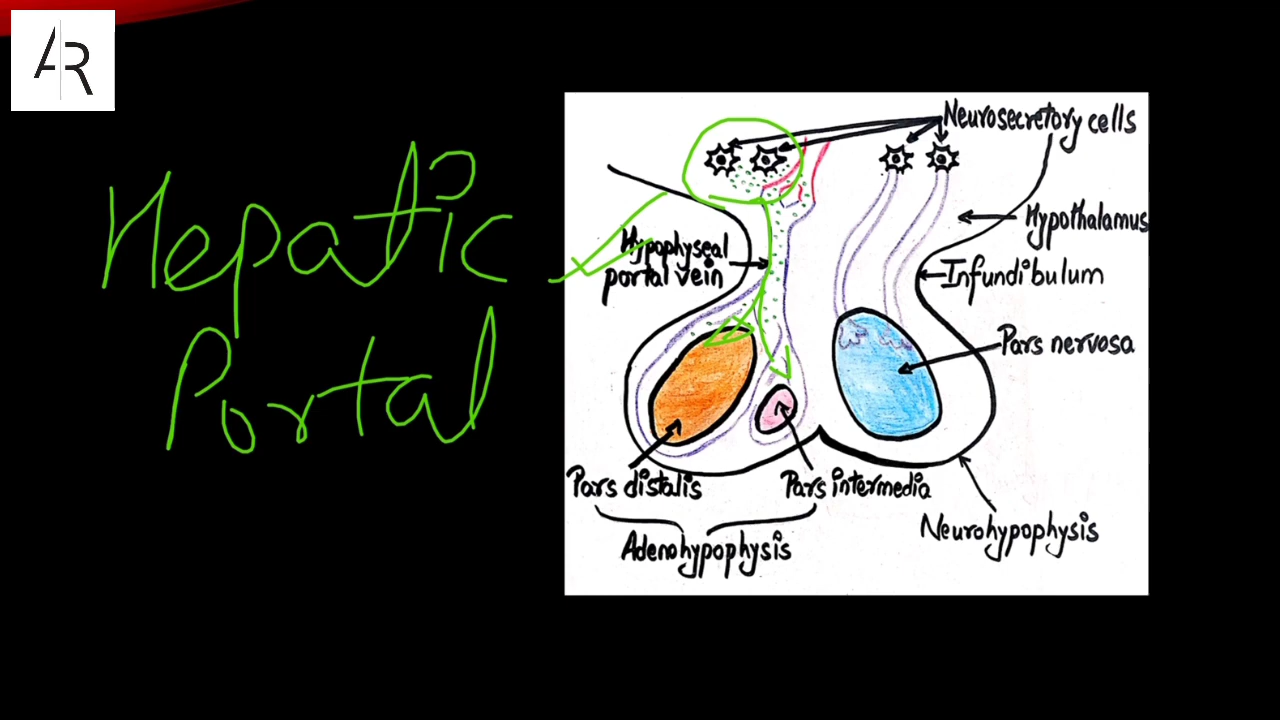 AR
Hepatic
Portal
Neurosecretory cells
Hypothalamus
Hypophyseal
portal vein
Infundibulum
Pars nervosa
Pars distalis
Pars intermedia
Adenohypophysis
Neurohypophysis